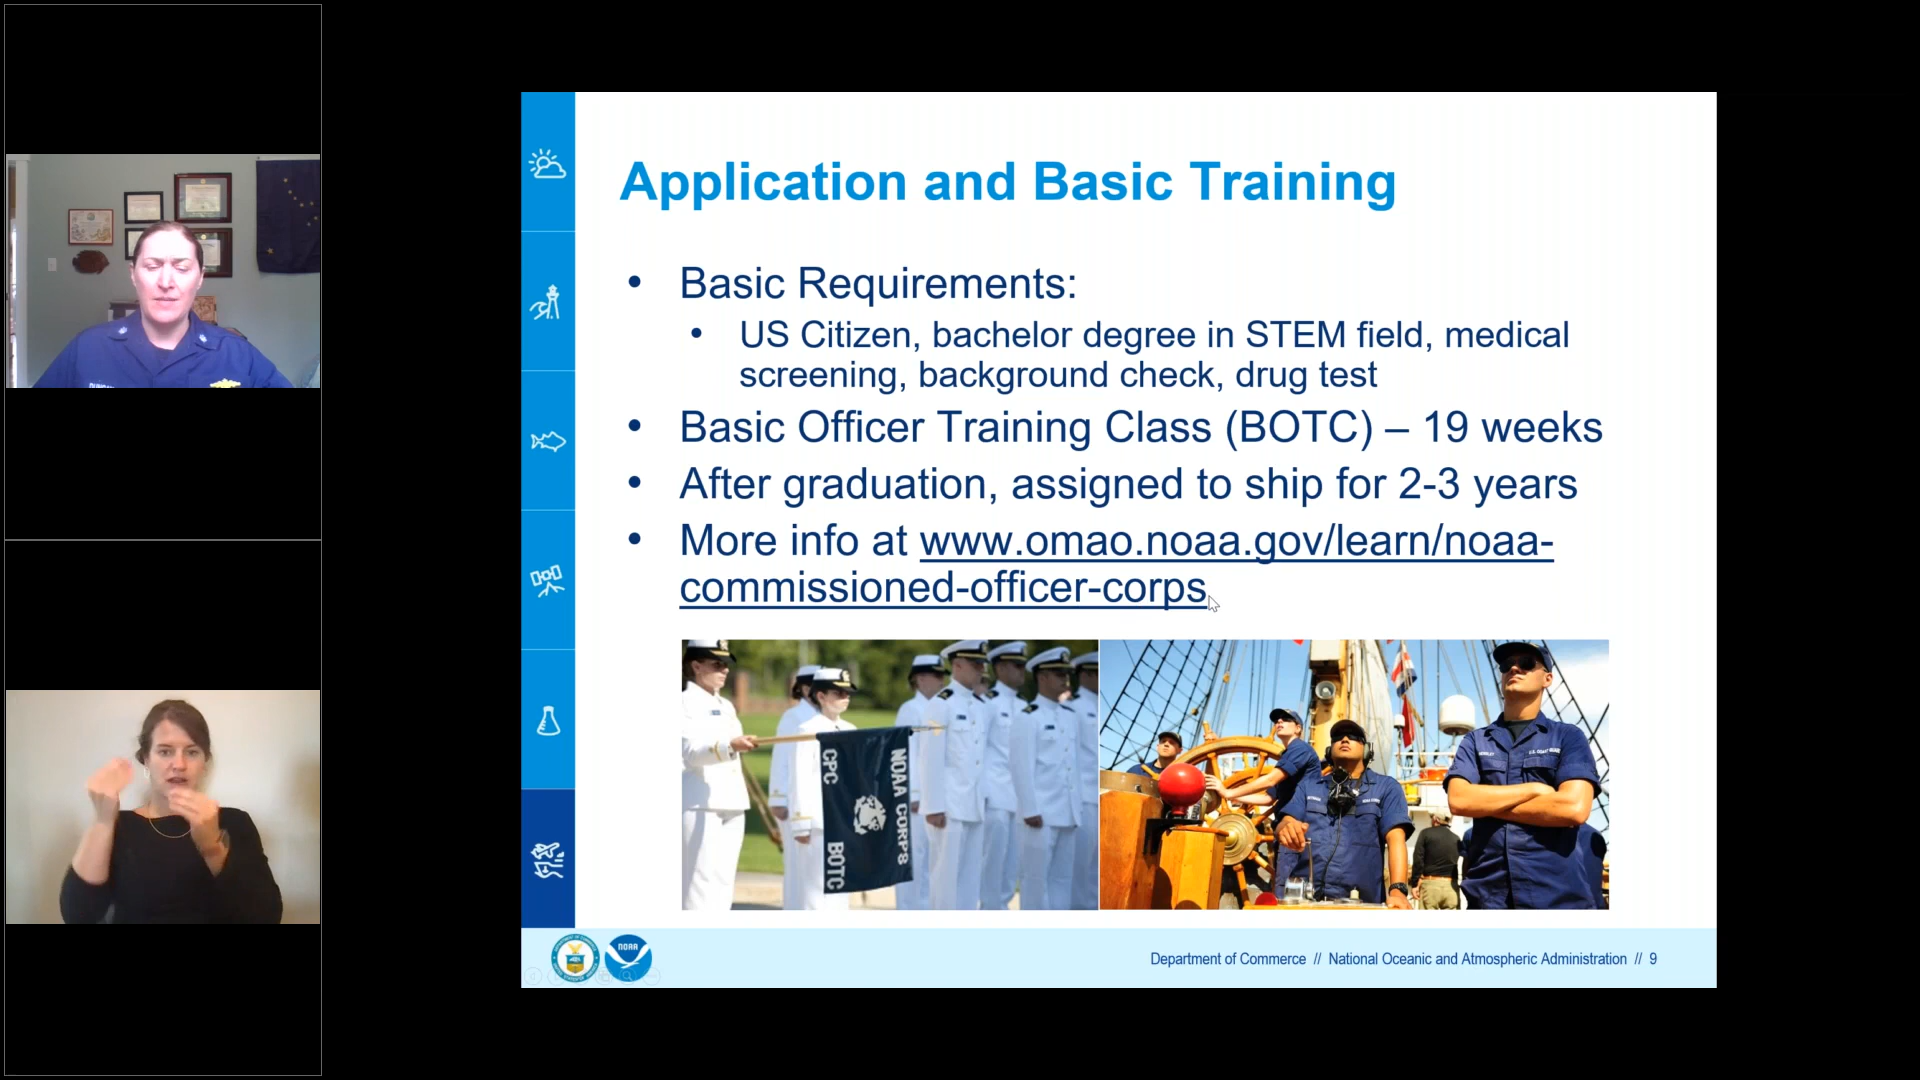 Application and Basic Training
• Basic Requirements:
• US Citizen, bachelor degree in STEM field, medical
screening, background check, drug test
• Basic Officer Training Class (BOTC) – 19 weeks
• After graduation, assigned to ship for 2-3 years
• More info at www.omao.noaa.gov/learn/noaa-
commissioned-officer-corps
NOAA CORPS
CPC BOTC
NOAA
Department of Commerce // National Oceanic and Atmospheric Administration // 9